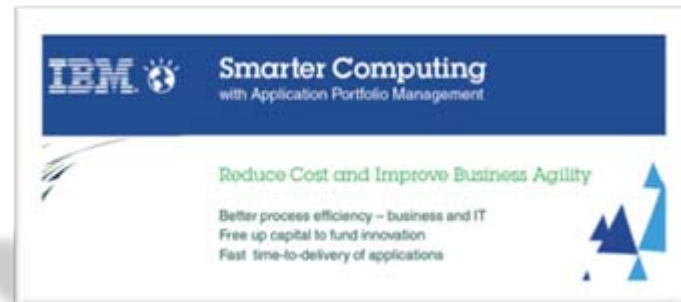 IBM
Smarter Computing
with Application Portfolio Management
Reduce Cost and Improve Business Agility
Better process efficiency – business and IT
Free up capital to fund innovation
Fast time-to-delivery of applications